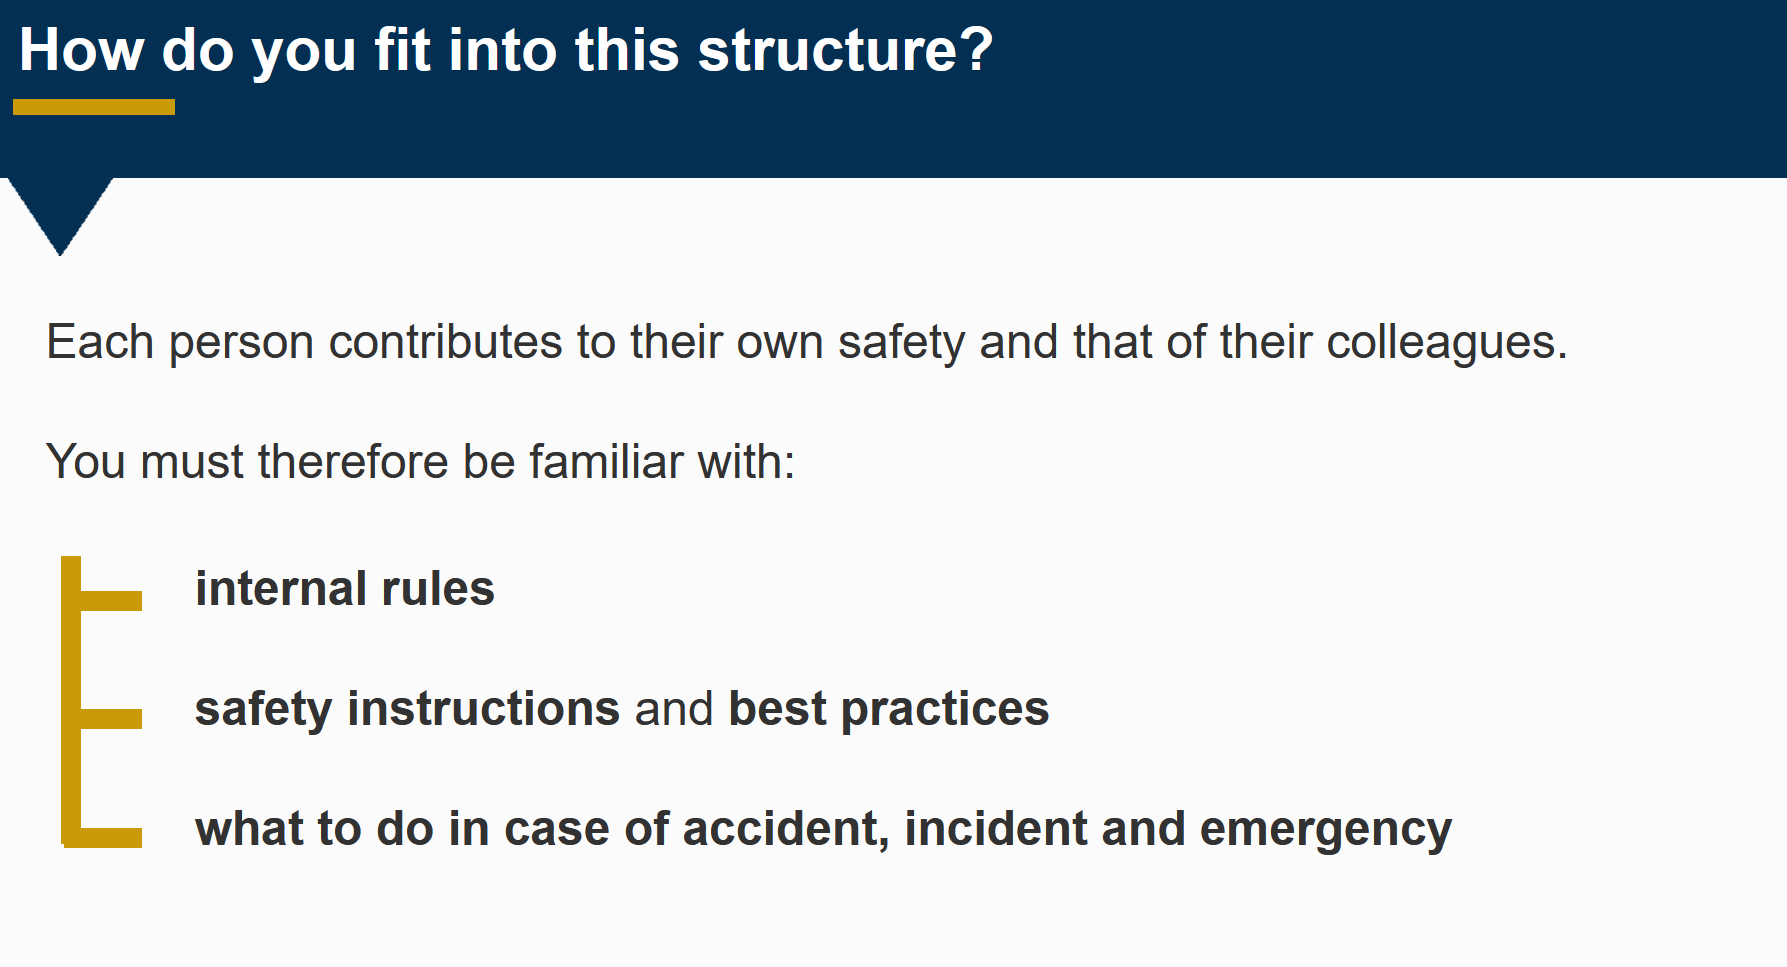 How do you fit into this structure?
Each person contributes to their own safety and that of their colleagues.
You must therefore be familiar with:
internal rules
safety instructions and best practices
what to do in case of accident, incident and emergency